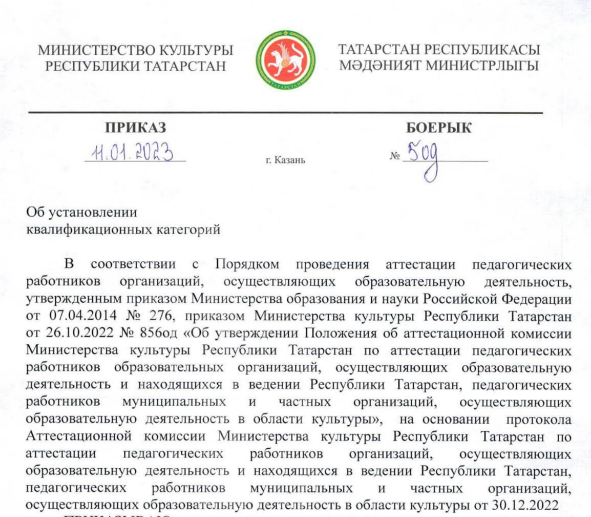 МИНИСТЕРСТВО КУЛЬТУРЫ
РЕСПУБЛИКИ ТАТАРСТАН
ТАТАРСТАН РЕСПУБЛИКАСЫ
МӘДӘНИЯТ МИНИСТРЛЫГЫ
ПРИКАЗ
БОЕРЫК
11.01.2023
г. Казань
№ 5од
Об установлении
квалификационных категорий
В соответствии с Порядком проведения аттестации педагогических
работников организаций, осуществляющих образовательную деятельность,
утвержденным приказом Министерства образования и науки Российской Федерации
от 07.04.2014 № 276, приказом Министерства культуры Республики Татарстан
от 26.10.2022 № 856од «Об утверждении Положения об аттестационной комиссии
Министерства культуры Республики Татарстан по аттестации педагогических
работников образовательных организаций, осуществляющих образовательную
деятельность и находящихся в ведении Республики Татарстан, педагогических
работников муниципальных и частных организаций, осуществляющих
образовательную деятельность в области культуры», на основании протокола
Аттестационной комиссии Министерства культуры Республики Татарстан по
аттестации педагогических работников организаций, осуществляющих
образовательную деятельность и находящихся в ведении Республики Татарстан,
педагогических работников муниципальных и частных организаций,
осуществляющих образовательную деятельность в области культуры от 30.12.2022